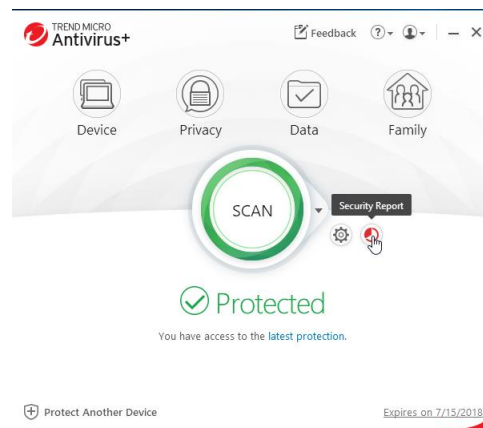 TREND MICRO
Antivirus+
Feedback
?
Device
Privacy
Data
Family
SCAN
Security Report
Protected
You have access to the latest protection.
Protect Another Device
Expires on 7/15/2018